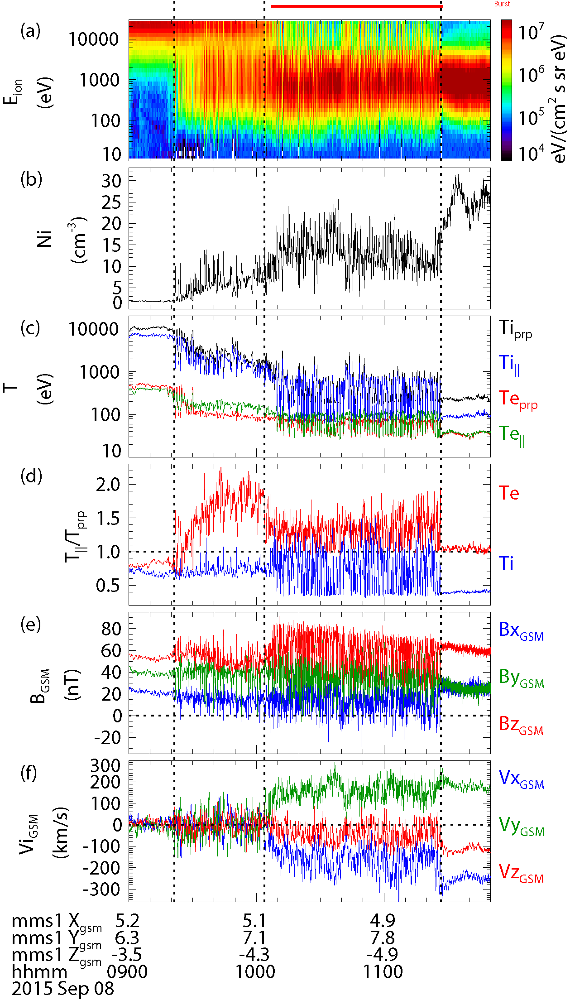 Burst
(a)
10000
1000
100
10
E_ion
(eV)
10^7
10^6
10^5
10^4
eV/(cm^2 s sr eV)
(b)
30
25
20
15
10
5
0
Ni
(cm^-3)
(c)
10000
1000
100
10
T
(eV)
Ti_prp
Ti_||
Te_prp
Te_||
(d)
2.0
1.5
1.0
0.5
T_||/T_prp
Te
Ti
(e)
80
60
40
20
0
-20
B_GSM
(nT)
Bx_GSM
By_GSM
Bz_GSM
(f)
300
200
100
0
-100
-200
-300
Vi_GSM
(km/s)
Vx_GSM
Vy_GSM
Vz_GSM
mms1 X_gsm 5.2 5.1 4.9
mms1 Y_gsm 6.3 7.1 7.8
mms1 Z_gsm -3.5 -4.3 -4.9
hhmm 0900 1000 1100
2015 Sep 08